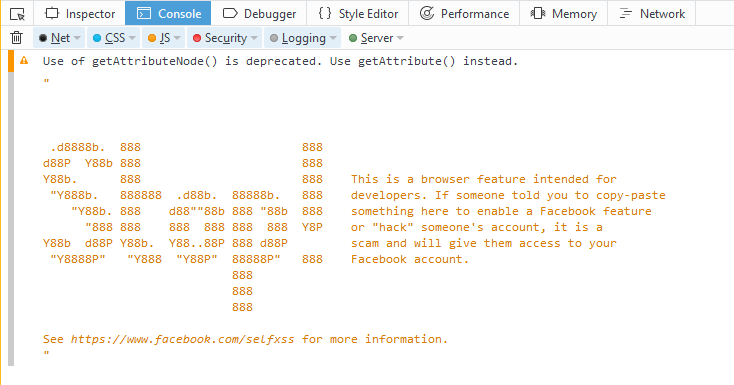 Inspector Console Debugger Style Editor Performance Memory Network
Net CSS JS Security Logging Server
Use of getAttributeNode() is deprecated. Use getAttribute() instead.
"
 .d8888b.  888                       888
d88P  Y88b 888                       888
Y88b.      888                       888    This is a browser feature intended for
 "Y888b.   888888  .d88b.  88888b.   888    developers. If someone told you to copy-paste
    "Y88b. 888    d88""88b 888 "88b  888    something here to enable a Facebook feature
      "888 888    888  888 888  888  Y8P    or "hack" someone's account, it is a
Y88b  d88P Y88b.  Y88..88P 888 d88P         scam and will give them access to your
 "Y8888P"   "Y888  "Y88P"  88888P"   888    Facebook account.
                           888
                           888
                           888
See https://www.facebook.com/selfxss for more information.
"